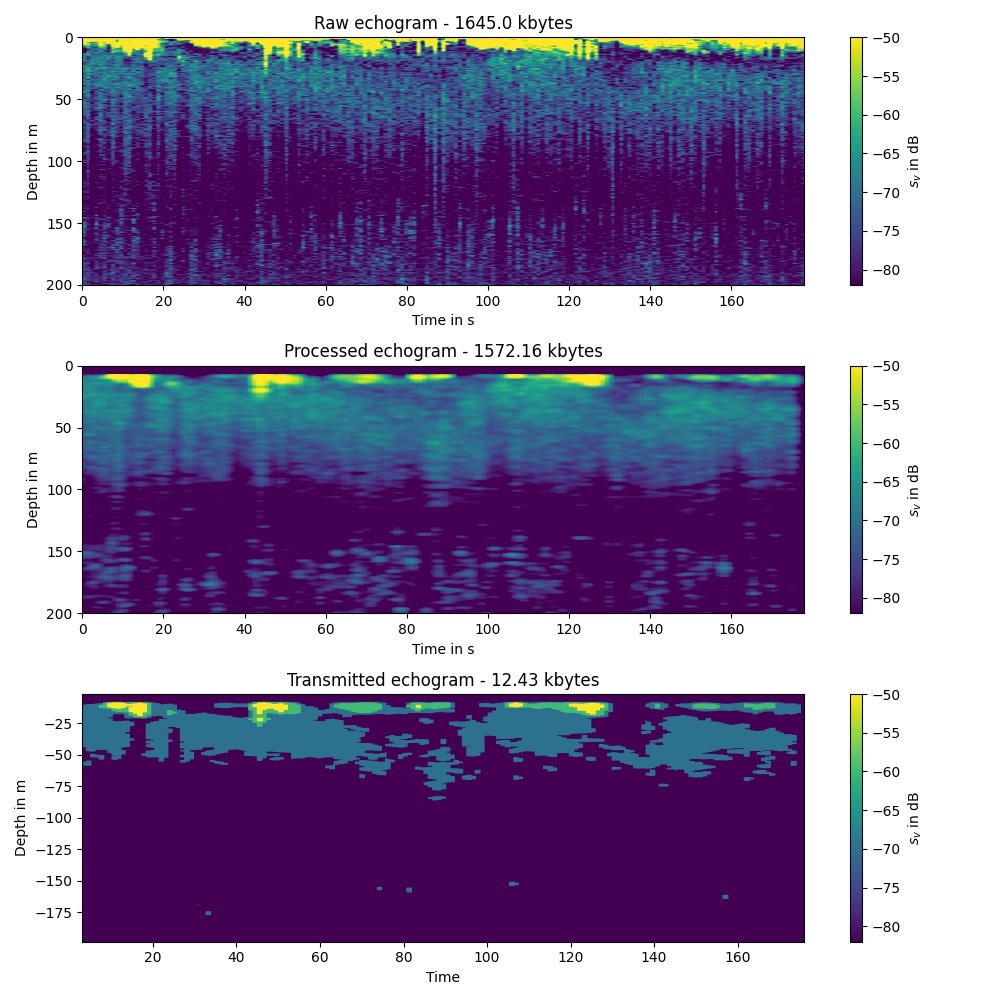 Raw echogram - 1645.0 kbytes
Depth in m
0
50
100
150
200
0 20 40 60 80 100 120 140 160
Time in s
−50
−55
−60
−65
−70
−75
−80
s_v in dB
Processed echogram - 1572.16 kbytes
Depth in m
0
50
100
150
200
0 20 40 60 80 100 120 140 160
Time in s
−50
−55
−60
−65
−70
−75
−80
s_v in dB
Transmitted echogram - 12.43 kbytes
Depth in m
−25
−50
−75
−100
−125
−150
−175
20 40 60 80 100 120 140 160
Time
−50
−55
−60
−65
−70
−75
−80
s_v in dB